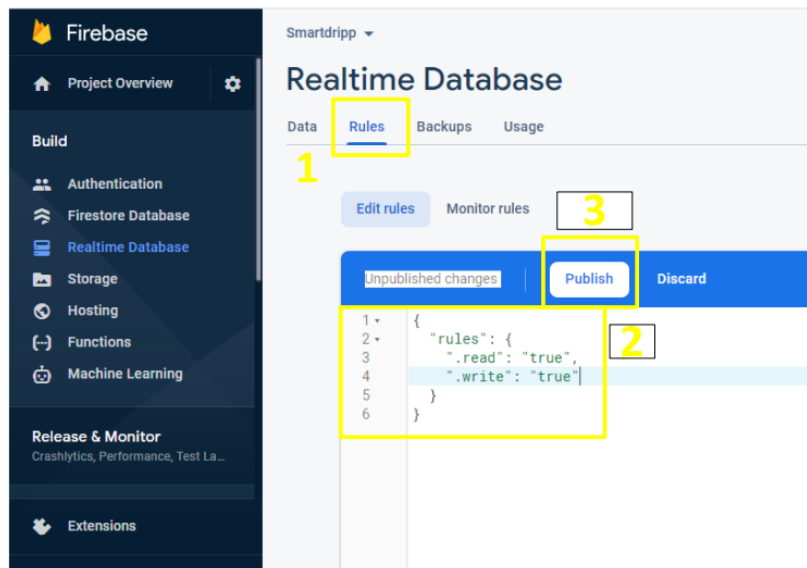 Firebase
Project Overview
Build
Authentication
Firestore Database
Realtime Database
Storage
Hosting
Functions
Machine Learning
Release & Monitor
Crashlytics, Performance, Test La...
Extensions
Smartdripp
Realtime Database
Data Rules Backups Usage
1
Edit rules Monitor rules 3
Unpublished changes Publish Discard
1 {
2 "rules": {
3 ".read": "true",
4 ".write": "true"
5 }
6 }
2